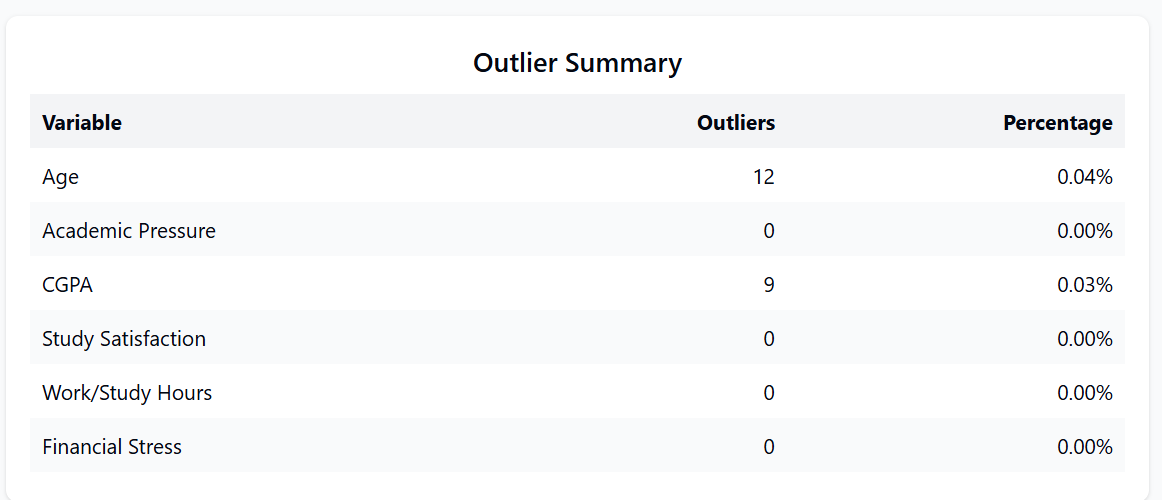 Outlier Summary
Variable Outliers Percentage
Age 12 0.04%
Academic Pressure 0 0.00%
CGPA 9 0.03%
Study Satisfaction 0 0.00%
Work/Study Hours 0 0.00%
Financial Stress 0 0.00%